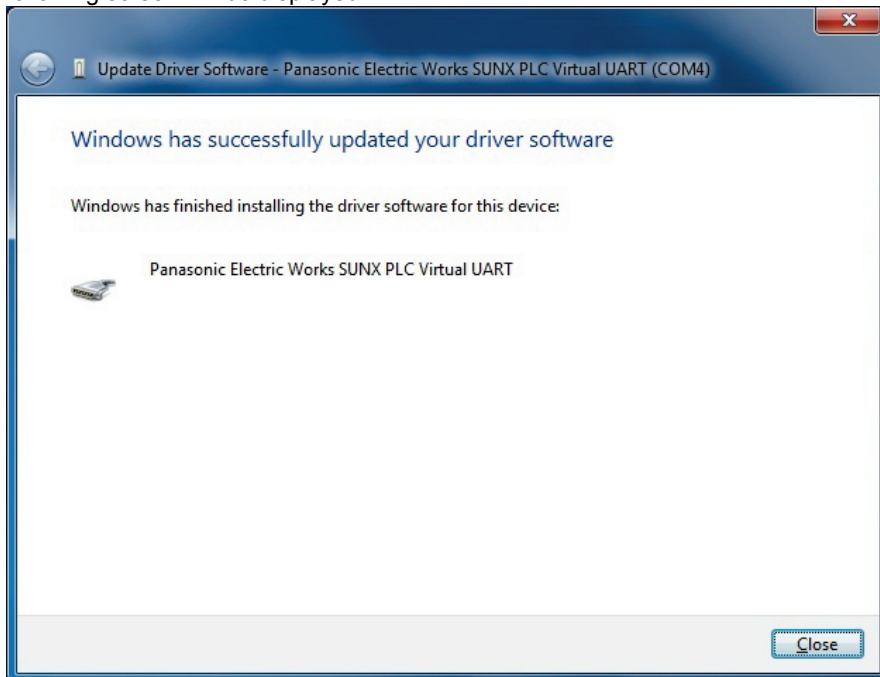 Update Driver Software - Panasonic Electric Works SUNX PLC Virtual UART (COM4)
Windows has successfully updated your driver software
Windows has finished installing the driver software for this device:
Panasonic Electric Works SUNX PLC Virtual UART
Close